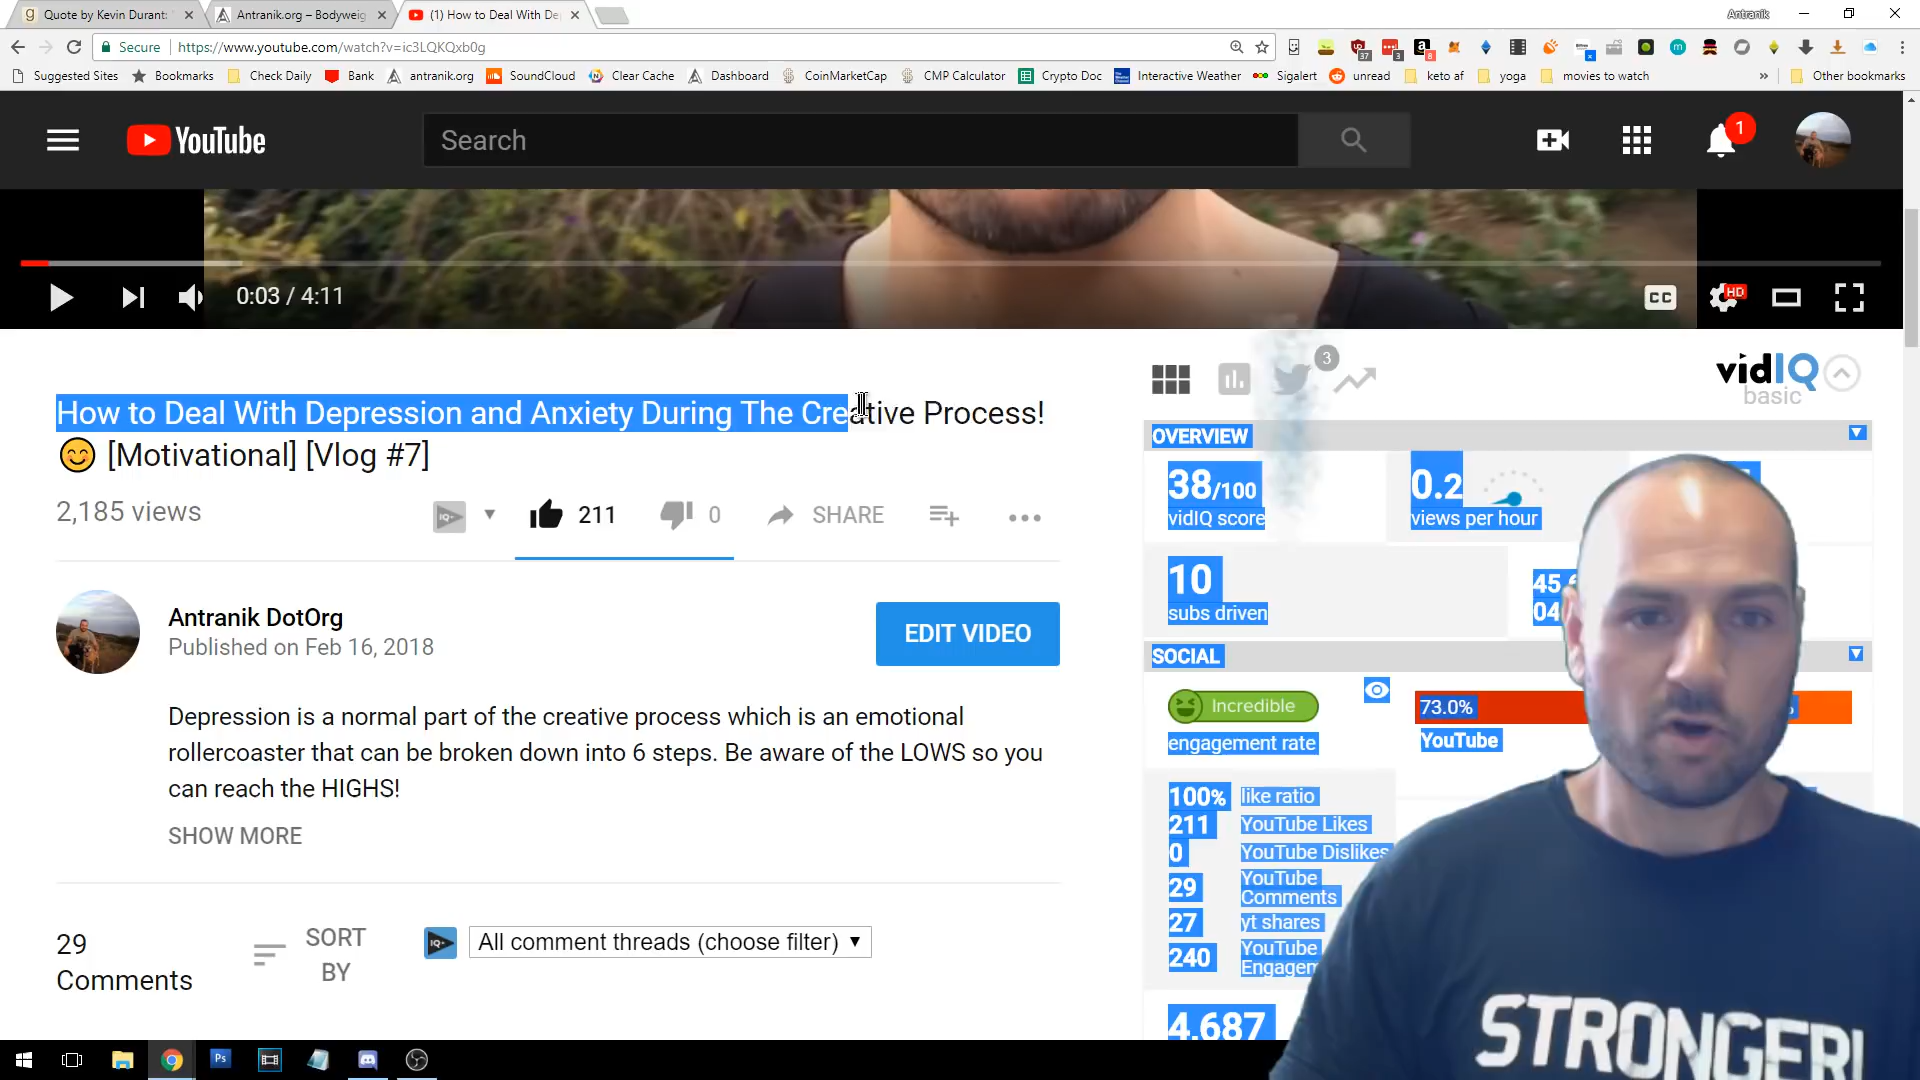 Quote by Kevin Durant:
Antranik.org – Bodyweig
(1) How to Deal With De
Antranik
Secure
https://www.youtube.com/watch?v=ic3LQKQxb0g
Suggested Sites
Bookmarks
Check Daily
Bank
antranik.org
SoundCloud
Clear Cache
Dashboard
CoinMarketCap
CMP Calculator
Crypto Doc
Interactive Weather
Sigalert
unread
keto af
yoga
movies to watch
»
Other bookmarks
YouTube
Search
1
0:03 / 4:11
CC
HD
How to Deal With Depression and Anxiety During The Creative Process!
😊 [Motivational] [Vlog #7]
2,185 views
211
0
SHARE
Antranik DotOrg
Published on Feb 16, 2018
EDIT VIDEO
Depression is a normal part of the creative process which is an emotional
rollercoaster that can be broken down into 6 steps. Be aware of the LOWS so you
can reach the HIGHS!
SHOW MORE
29
Comments
SORT
BY
All comment threads (choose filter)
3
vidIQ
basic
OVERVIEW
38/100
vidIQ score
0.2
views per hour
10
subs driven
45.
04
SOCIAL
Incredible
engagement rate
73.0%
YouTube
100% like ratio
211 YouTube Likes
0 YouTube Dislikes
29 YouTube
Comments
27 yt shares
240 YouTube
Engagem
4,687
STRONGER!